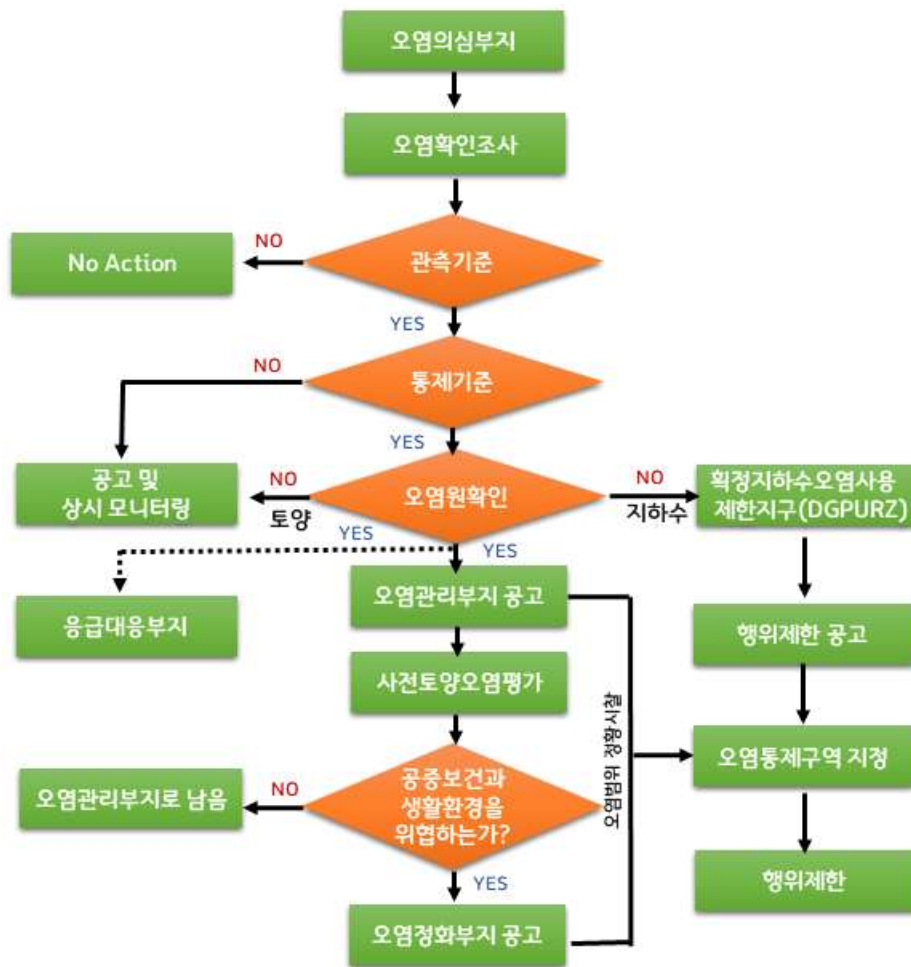 오염의심부지
오염확인조사
관측기준
NO
No Action
YES
통제기준
NO
YES
공고 및
상시 모니터링
NO
토양
오염원확인
NO
지하수
획정지하수오염사용
제한지구(DGPURZ)
YES
YES
응급대응부지
오염관리부지 공고
행위제한 공고
사전토양오염평가
오염범위 정황시찰
오염통제구역 지정
공중보건과
생활환경을
위협하는가?
NO
오염관리부지로 남음
YES
행위제한
오염정화부지 공고